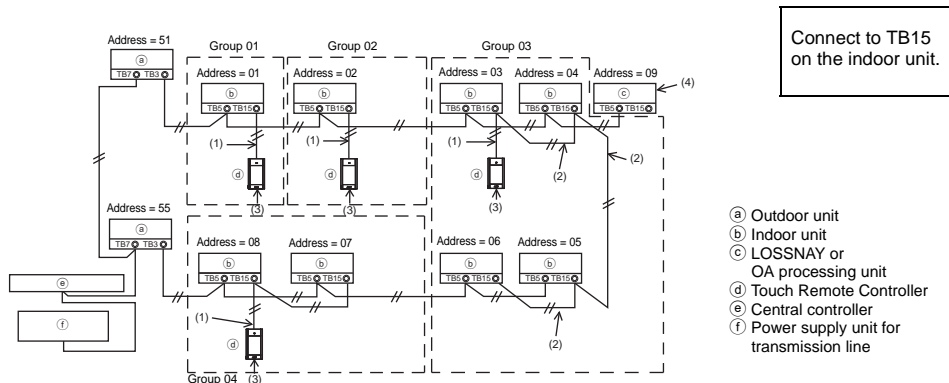 Address = 51
ⓐ
TB7 TB3
Group 01
Address = 01
ⓑ
TB5 TB15
(1)
ⓓ
(3)
Group 02
Address = 02
ⓑ
TB5 TB15
(1)
ⓓ
(3)
Group 03
Address = 03
ⓑ
TB5 TB15
(1)
ⓓ
(3)
Address = 04
ⓑ
TB5 TB15
(2)
Address = 09
ⓒ
TB5 TB15
(4)
(2)
Connect to TB15
on the indoor unit.
Address = 55
ⓐ
TB7 TB3
ⓔ
ⓕ
Address = 08
ⓑ
TB5 TB15
(1)
ⓓ
(3)
Group 04
Address = 07
ⓑ
TB5 TB15
Address = 06
ⓑ
TB5 TB15
Address = 05
ⓑ
TB5 TB15
(2)
ⓐ Outdoor unit
ⓑ Indoor unit
ⓒ LOSSNAY or
OA processing unit
ⓓ Touch Remote Controller
ⓔ Central controller
ⓕ Power supply unit for
transmission line